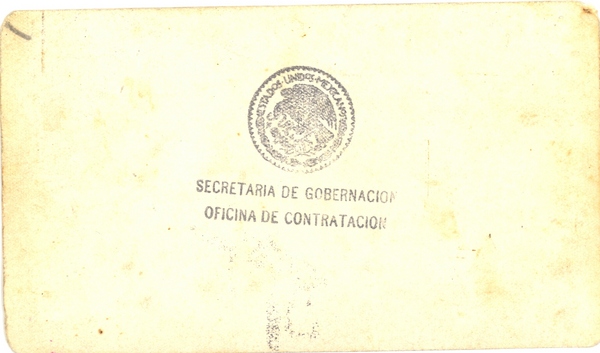 ESTADOS·UNIDOS·MEXICANOS
SECRETARIA DE GOBERNACION
OFICINA DE CONTRATACION